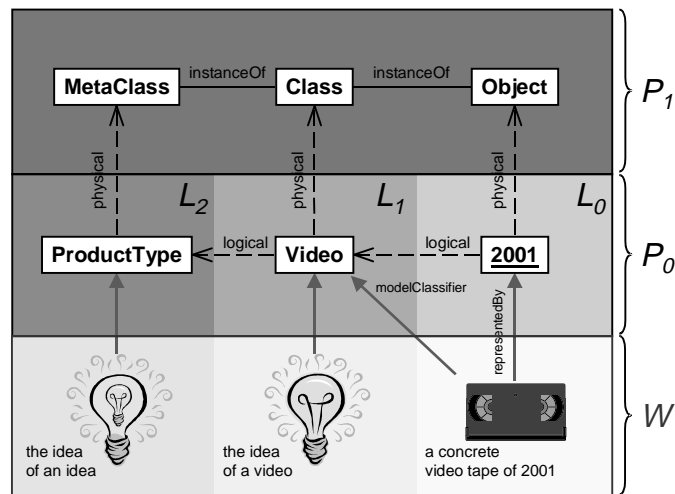 instanceOf instanceOf
MetaClass Class Object
P1
physical physical physical
L2 L1 L0
logical logical
ProductType Video 2001
P0
modelClassifier
representedBy
W
the idea the idea a concrete
of an idea of a video video tape of 2001